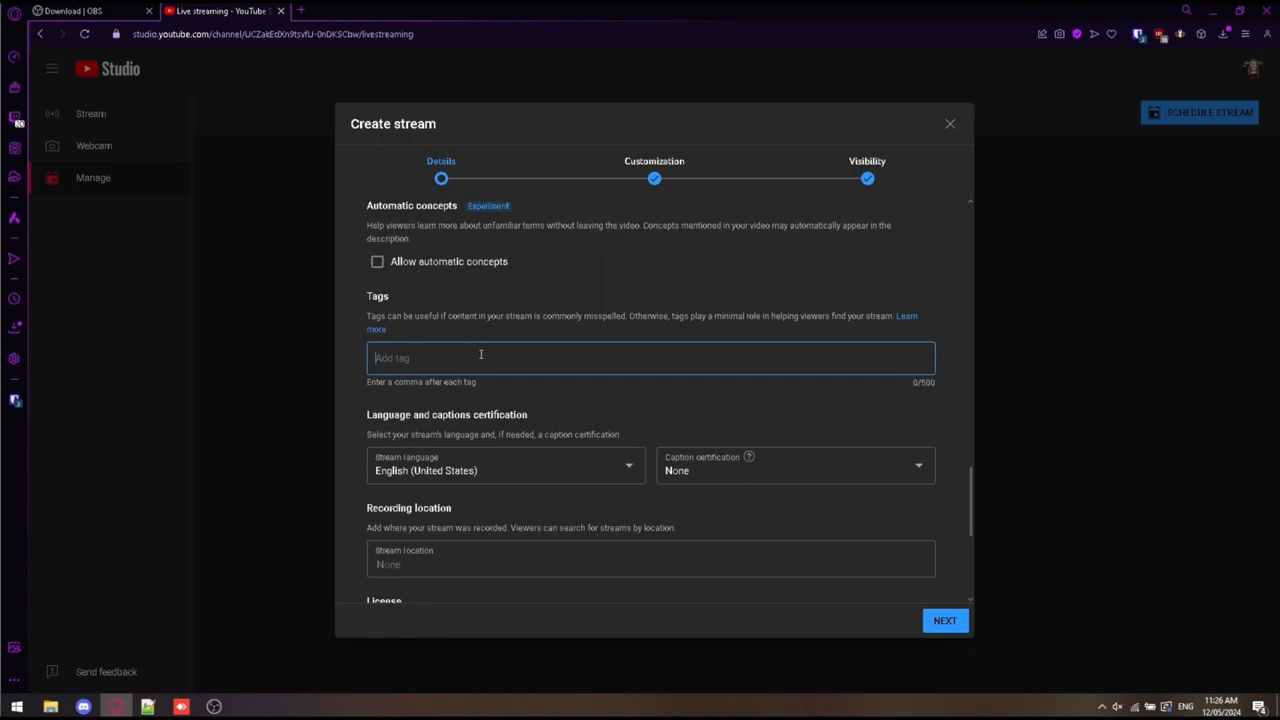 Download | OBS
Live streaming - YouTube S
studio.youtube.com/channel/UCZakEdXn9tsvfU-0nDKSCbw/livestreaming
Studio
Stream
SCHEDULE STREAM
Webcam
Manage
Create stream
Details
Customization
Visibility
Automatic concepts Experiment
Help viewers learn more about unfamiliar terms without leaving the video. Concepts mentioned in your video may automatically appear in the
description.
Allow automatic concepts
Tags
Tags can be useful if content in your stream is commonly misspelled. Otherwise, tags play a minimal role in helping viewers find your stream. Learn
more
Add tag
Enter a comma after each tag
0/500
Language and captions certification
Select your stream's language and, if needed, a caption certification
Stream language
English (United States)
Caption certification
None
Recording location
Add where your stream was recorded. Viewers can search for streams by location.
Stream location
None
License
NEXT
Send feedback
ENG
11:26 AM
12/05/2024